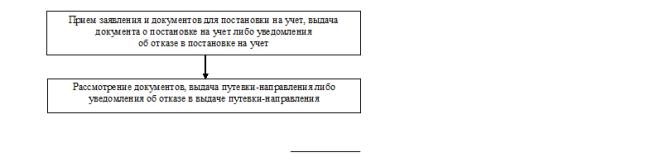 Прием заявления и документов для постановки на учет, выдача
документа о постановке на учет либо уведомления
об отказе в постановке на учет
Рассмотрение документов, выдача путевки-направления либо
уведомления об отказе в выдаче путевки-направления